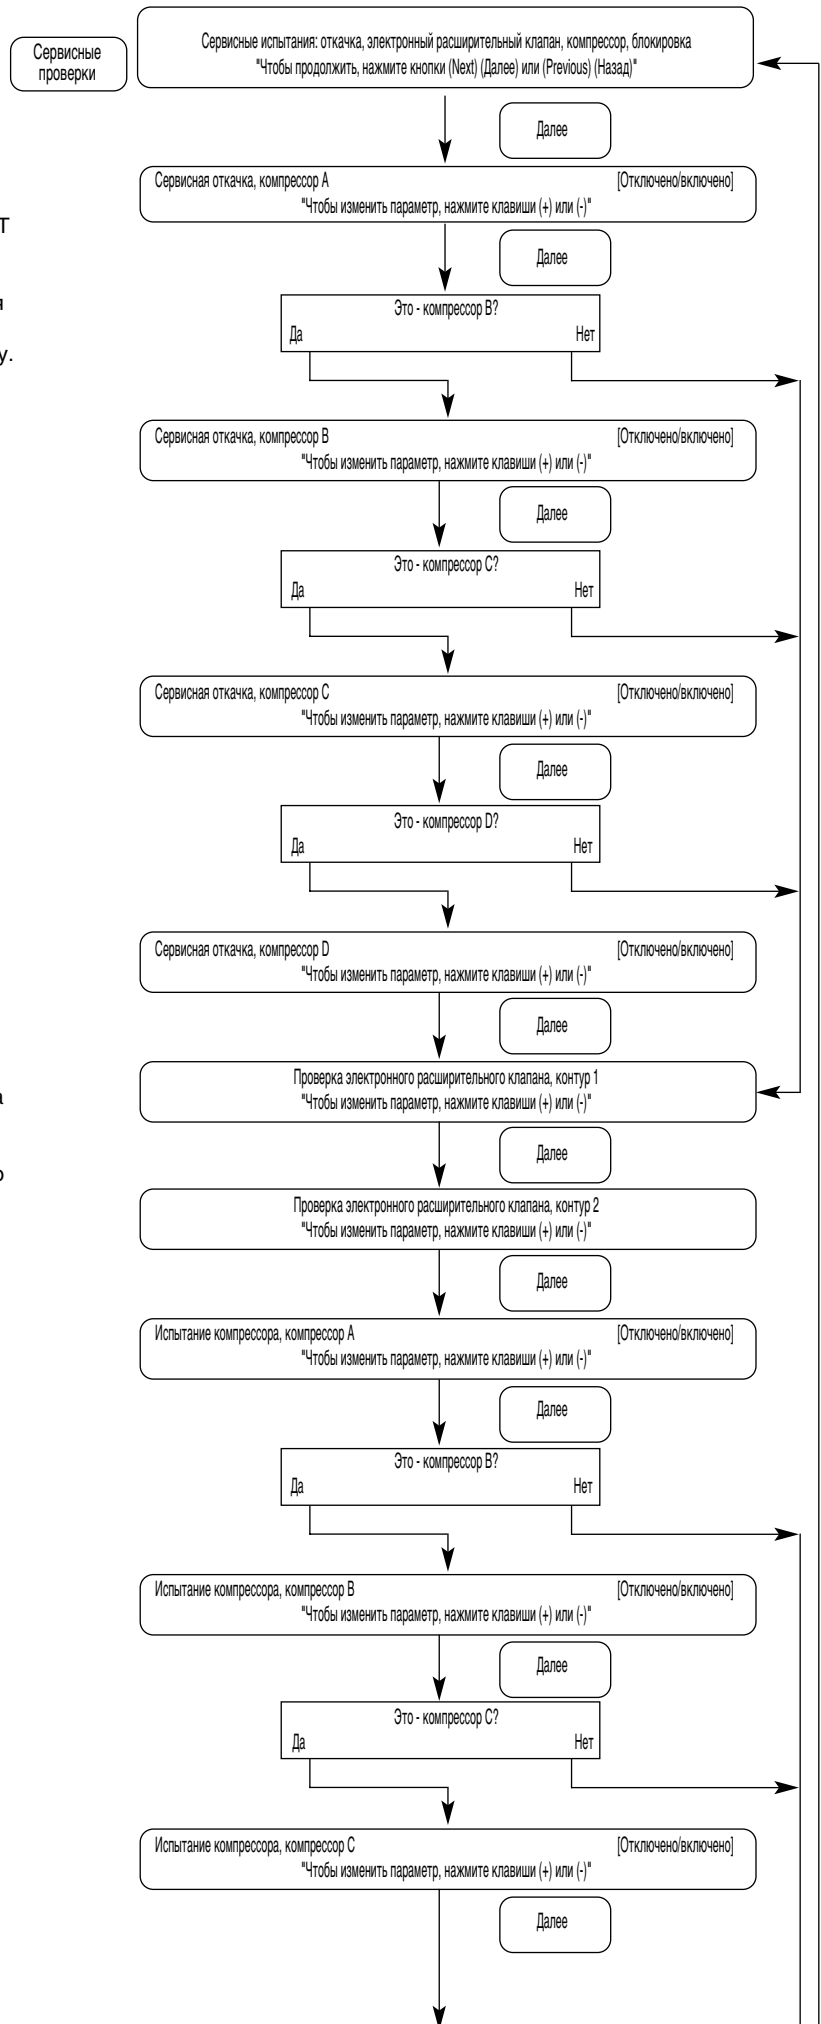 Сервисные
проверки
Сервисные испытания: откачка, электронный расширительный клапан, компрессор, блокировка
"Чтобы продолжить, нажмите кнопки (Next) (Далее) или (Previous) (Назад)"
Далее
Сервисная откачка, компрессор A [Отключено/включено]
"Чтобы изменить параметр, нажмите клавиши (+) или (-)"
т
Далее
я
Это - компрессор B?
Да Нет
у.
Сервисная откачка, компрессор B [Отключено/включено]
"Чтобы изменить параметр, нажмите клавиши (+) или (-)"
Далее
Это - компрессор C?
Да Нет
Сервисная откачка, компрессор C [Отключено/включено]
"Чтобы изменить параметр, нажмите клавиши (+) или (-)"
Далее
Это - компрессор D?
Да Нет
Сервисная откачка, компрессор D [Отключено/включено]
"Чтобы изменить параметр, нажмите клавиши (+) или (-)"
Далее
Проверка электронного расширительного клапана, контур 1
"Чтобы изменить параметр, нажмите клавиши (+) или (-)"
а
Далее
о
Проверка электронного расширительного клапана, контур 2
"Чтобы изменить параметр, нажмите клавиши (+) или (-)"
Далее
Испытание компрессора, компрессор A [Отключено/включено]
"Чтобы изменить параметр, нажмите клавиши (+) или (-)"
Далее
Это - компрессор B?
Да Нет
Испытание компрессора, компрессор B [Отключено/включено]
"Чтобы изменить параметр, нажмите клавиши (+) или (-)"
Далее
Это - компрессор C?
Да Нет
Испытание компрессора, компрессор C [Отключено/включено]
"Чтобы изменить параметр, нажмите клавиши (+) или (-)"
Далее